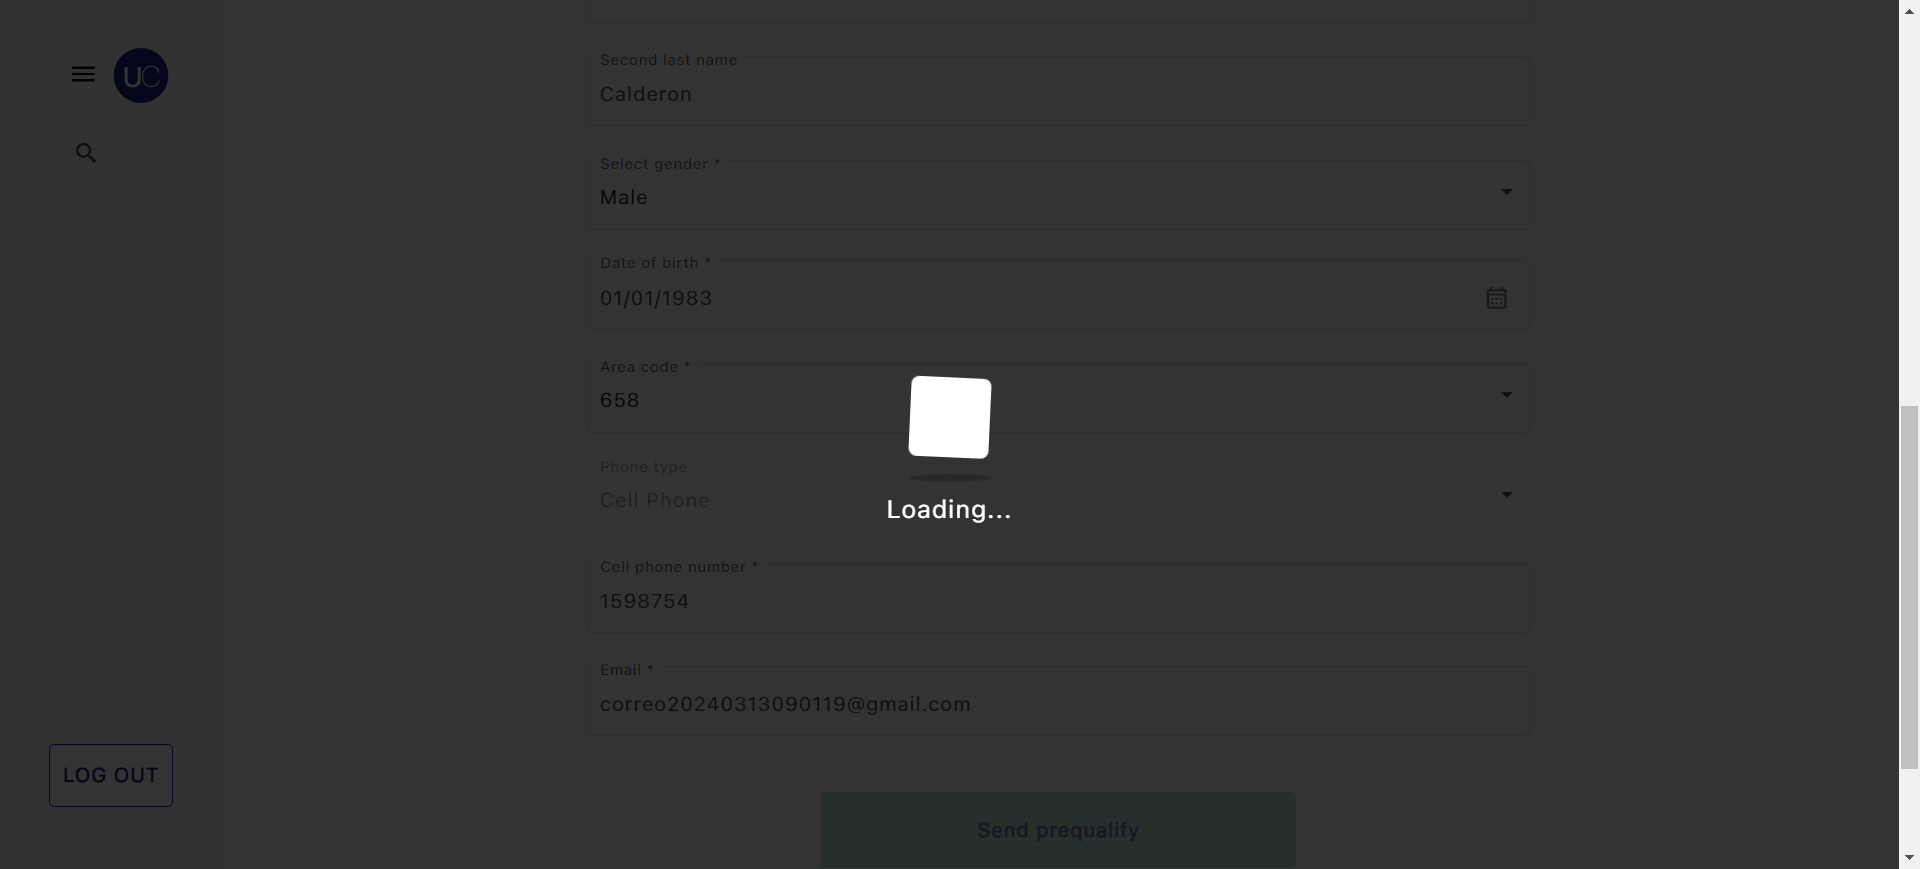 UC
Second last name
Calderon
Select gender *
Male
Date of birth *
01/01/1983
Area code *
658
Phone type
Cell Phone
Loading...
Cell phone number *
1598754
Email *
correo20240313090119@gmail.com
LOG OUT
Send prequalify